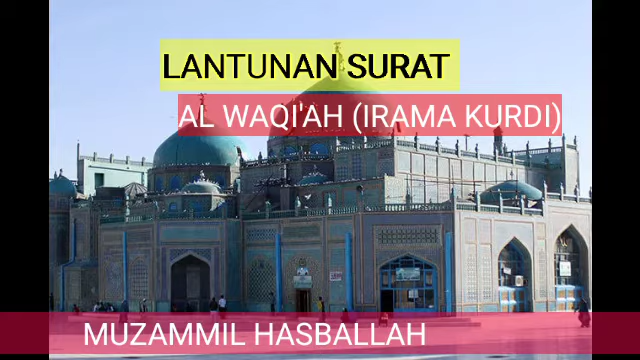 LANTUNAN SURAT
AL WAQI'AH (IRAMA KURDI)
MUZAMMIL HASBALLAH